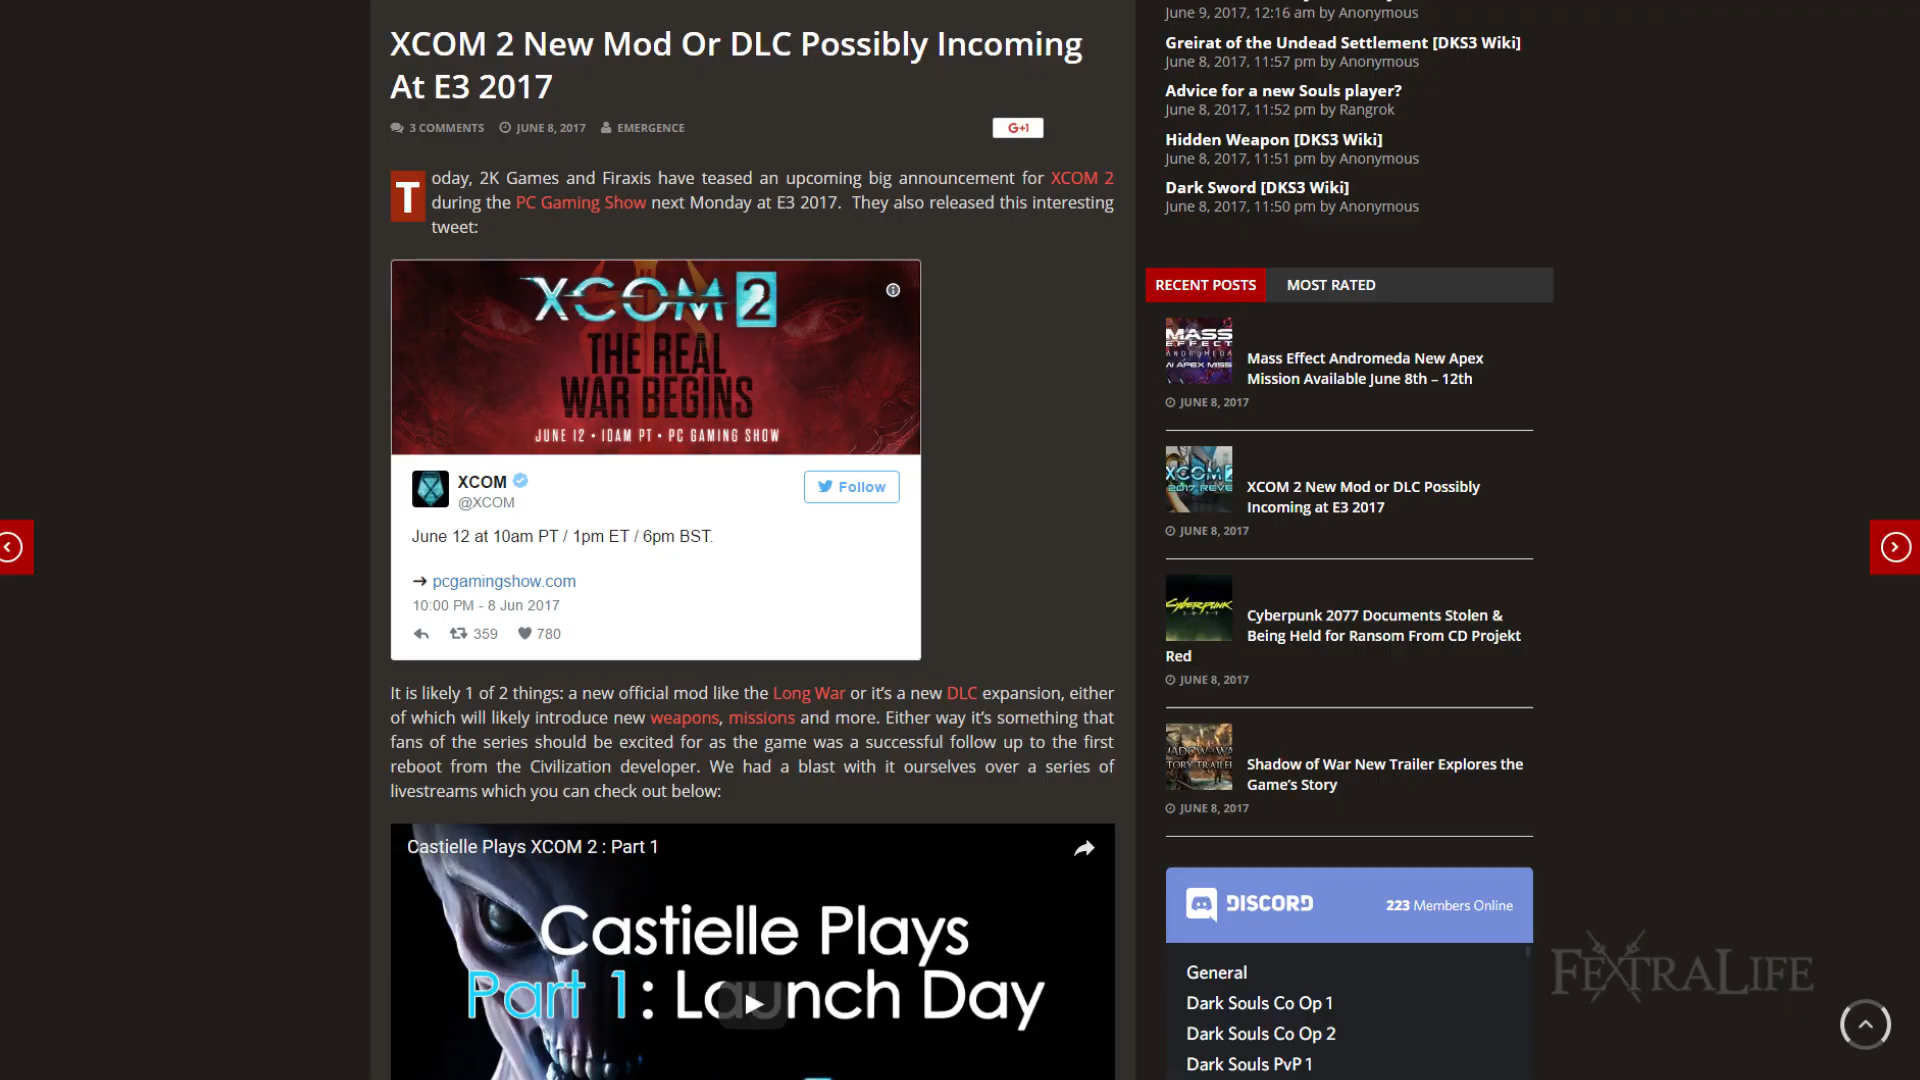 XCOM 2 New Mod Or DLC Possibly Incoming
At E3 2017
3 COMMENTS JUNE 8, 2017 EMERGENCE
G+1
Today, 2K Games and Firaxis have teased an upcoming big announcement for XCOM 2
during the PC Gaming Show next Monday at E3 2017. They also released this interesting
tweet:
XCOM 2
THE REAL
WAR BEGINS
JUNE 12 • 10AM PT • PC GAMING SHOW
XCOM
@XCOM
Follow
June 12 at 10am PT / 1pm ET / 6pm BST.
→ pcgamingshow.com
10:00 PM - 8 Jun 2017
359 780
It is likely 1 of 2 things: a new official mod like the Long War or it's a new DLC expansion, either
of which will likely introduce new weapons, missions and more. Either way it's something that
fans of the series should be excited for as the game was a successful follow up to the first
reboot from the Civilization developer. We had a blast with it ourselves over a series of
livestreams which you can check out below:
Castielle Plays XCOM 2 : Part 1
Castielle Plays
Part 1: Launch Day
June 9, 2017, 12:16 am by Anonymous
Greirat of the Undead Settlement [DKS3 Wiki]
June 8, 2017, 11:57 pm by Anonymous
Advice for a new Souls player?
June 8, 2017, 11:52 pm by Rangrok
Hidden Weapon [DKS3 Wiki]
June 8, 2017, 11:51 pm by Anonymous
Dark Sword [DKS3 Wiki]
June 8, 2017, 11:50 pm by Anonymous
RECENT POSTS MOST RATED
MASS
EFFECT
ANDROMEDA
W APEX MISS
Mass Effect Andromeda New Apex
Mission Available June 8th – 12th
JUNE 8, 2017
XCOM 2
2017 REVE
XCOM 2 New Mod or DLC Possibly
Incoming at E3 2017
JUNE 8, 2017
Cyberpunk
Cyberpunk 2077 Documents Stolen &
Being Held for Ransom From CD Projekt
Red
JUNE 8, 2017
HADOW WA
TORY TRAILER
Shadow of War New Trailer Explores the
Game's Story
JUNE 8, 2017
DISCORD
223 Members Online
General
Dark Souls Co Op 1
Dark Souls Co Op 2
Dark Souls PvP 1
FEXTRALIFE